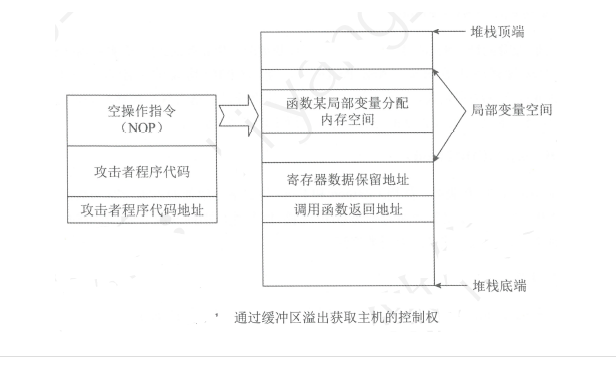 堆栈顶端
空操作指令
（NOP）
攻击者程序代码
攻击者程序代码地址
函数某局部变量分配
内存空间
寄存器数据保留地址
调用函数返回地址
局部变量空间
堆栈底端
通过缓冲区溢出获取主机的控制权